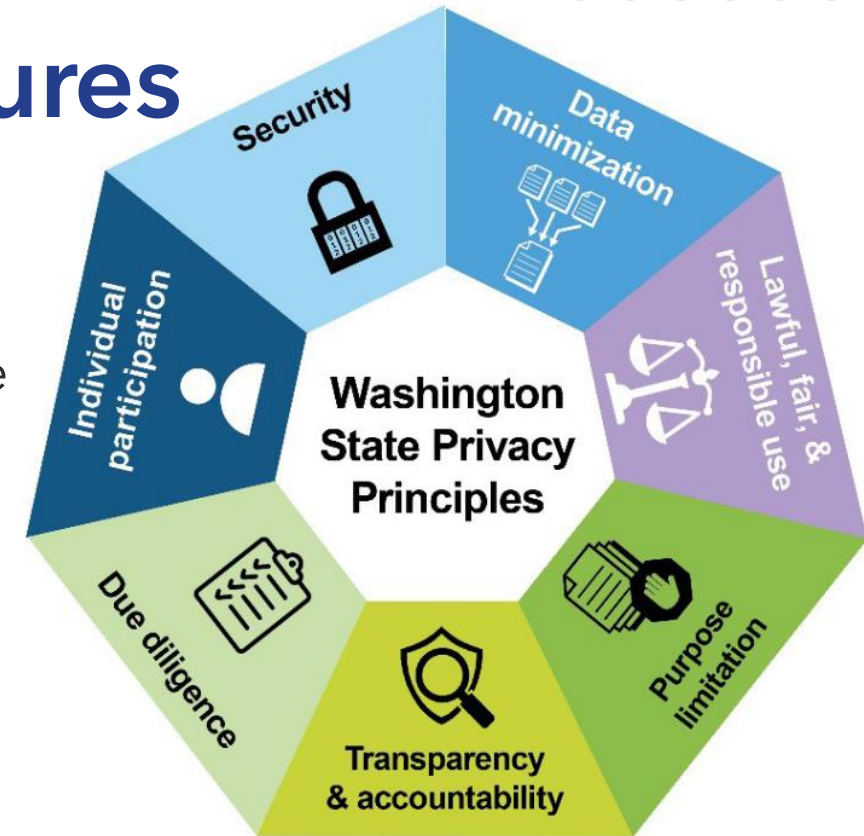 ures
e
Security
Data
minimization
Lawful, fair, &
responsible use
Purpose
limitation
Transparency
& accountability
Due diligence
Individual
participation
Washington
State Privacy
Principles